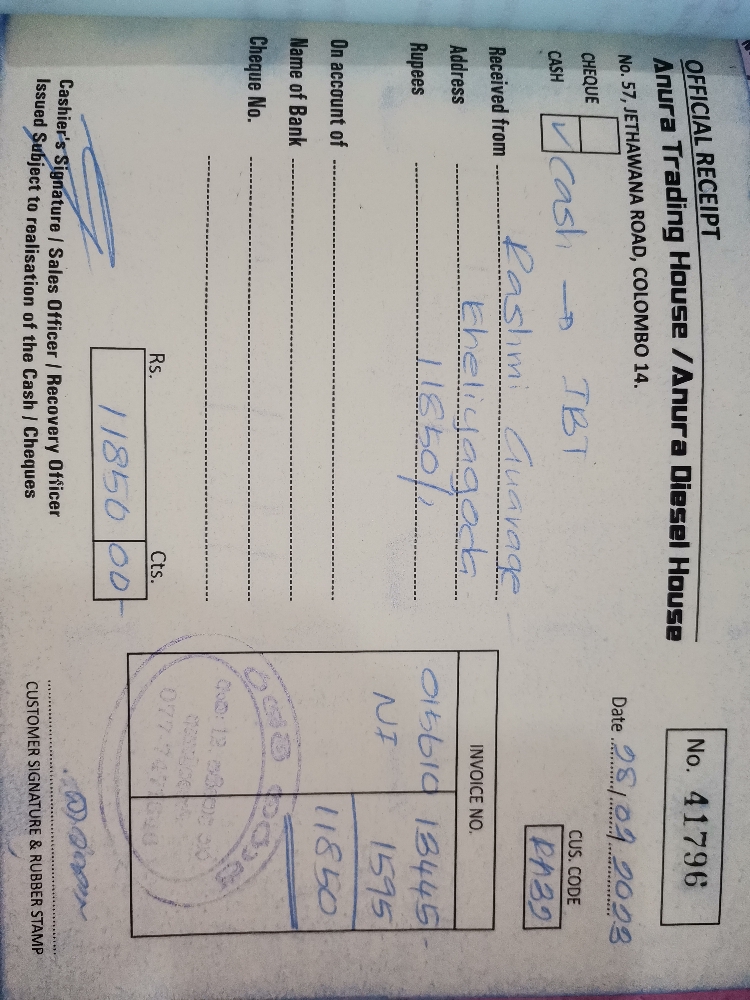 OFFICIAL RECEIPT
Anura Trading House / Anura Diesel House
No. 57, JETHAWANA ROAD, COLOMBO 14.
No. 41796
Date 28/09 2023
CHEQUE
CASH ✓ Cash → IBT
CUS. CODE
RA32
Received from Rashmi Guarage
Address Eheliyagoda
Rupees 11850/,
On account of
Name of Bank
Cheque No.
INVOICE NO.
015610 13445-
NI 1595
11850
Rs. Cts.
11850 00
Cashier's Signature / Sales Officer / Recovery Officer
Issued Subject to realisation of the Cash / Cheques
CUSTOMER SIGNATURE & RUBBER STAMP